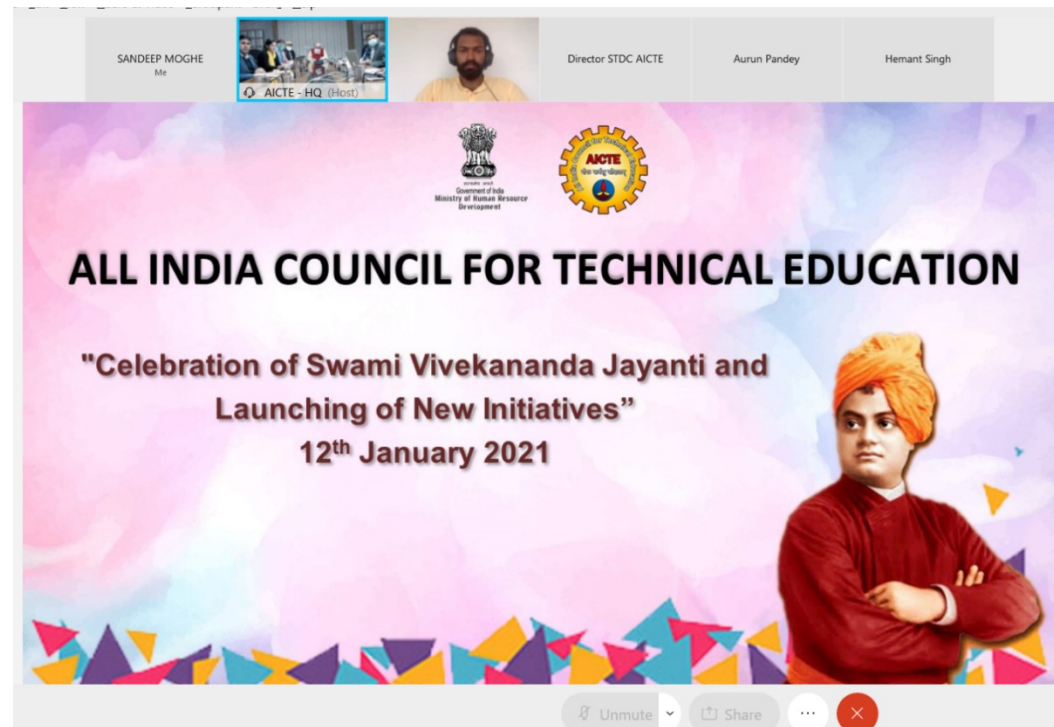 SANDEEP MOGHE
Me
AICTE - HQ (Host)
Director STDC AICTE
Aurun Pandey
Hemant Singh
Government of India
Ministry of Human Resource
Development
AICTE
ALL INDIA COUNCIL FOR TECHNICAL EDUCATION
"Celebration of Swami Vivekananda Jayanti and
Launching of New Initiatives”
12th January 2021
Unmute
Share